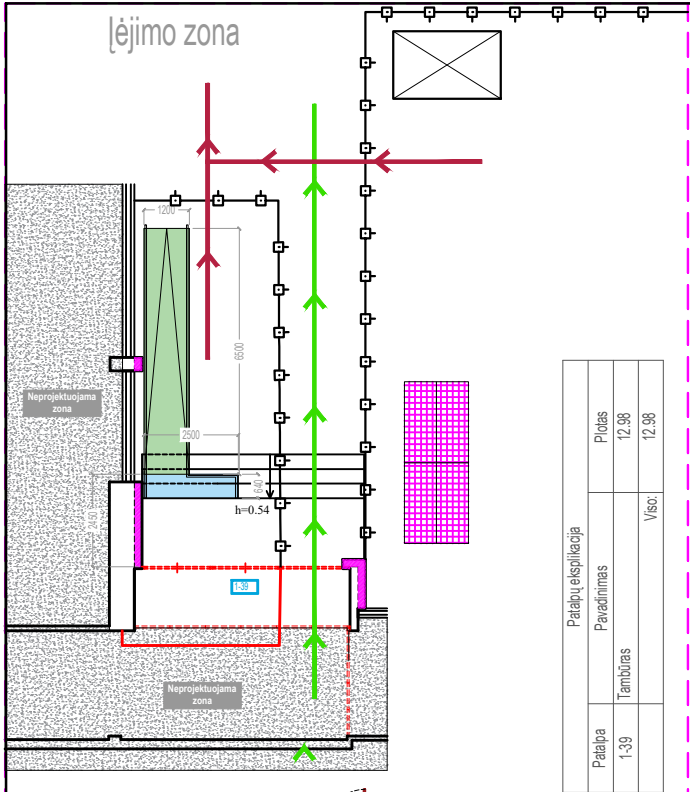 Įėjimo zona
1200
6500
Neprojektuojama
zona
2500
640
2490
h=0.54
1-39
Neprojektuojama
zona
Patalpų eksplikacija
Patalpa Pavadinimas Plotas
1-39 Tambūras 12.98
Viso: 12.98